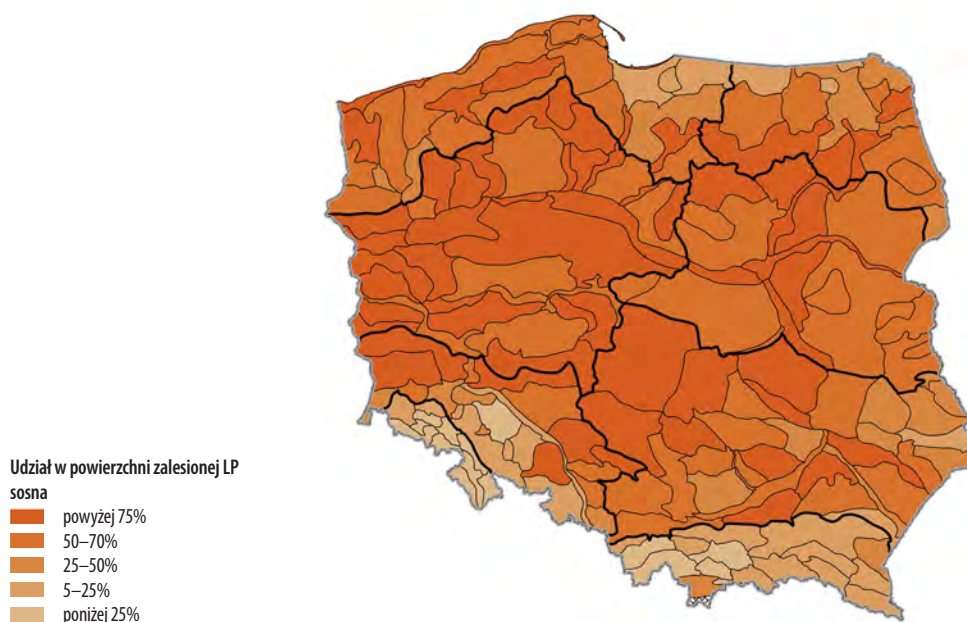 Udział w powierzchni zalesionej LP
sosna
powyżej 75%
50–70%
25–50%
5–25%
poniżej 25%